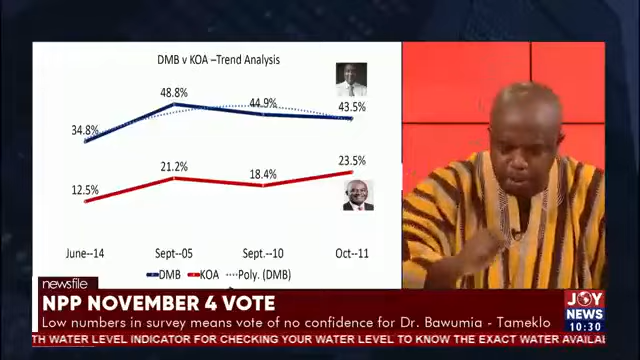 DMB v KOA –Trend Analysis
48.8%
44.9%
43.5%
34.8%
21.2%
18.4%
23.5%
12.5%
June--14 Sept--05 Sept.--10 Oct--11
DMB KOA Poly. (DMB)
newsfile
NPP NOVEMBER 4 VOTE
Low numbers in survey means vote of no confidence for Dr. Bawumia - Tameklo
JOY
NEWS
10:30
TH WATER LEVEL INDICATOR FOR CHECKING YOUR WATER LEVEL TO KNOW THE EXACT WATER AVAILA